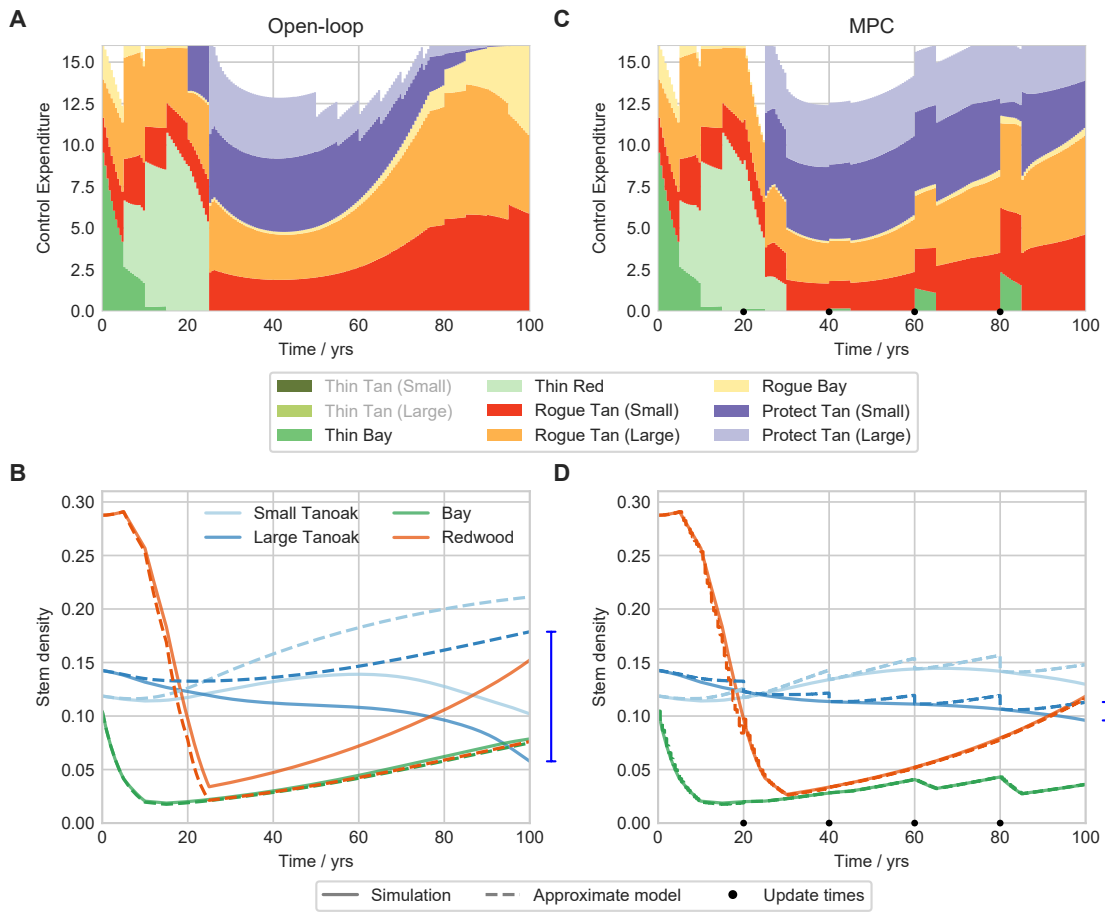 A
Open-loop
Control Expenditure
15.0
12.5
10.0
7.5
5.0
2.5
0.0
0 20 40 60 80 100
Time / yrs
C
MPC
Control Expenditure
15.0
12.5
10.0
7.5
5.0
2.5
0.0
0 20 40 60 80 100
Time / yrs
Thin Tan (Small)
Thin Tan (Large)
Thin Bay
Thin Red
Rogue Tan (Small)
Rogue Tan (Large)
Rogue Bay
Protect Tan (Small)
Protect Tan (Large)
B
Stem density
0.30
0.25
0.20
0.15
0.10
0.05
0.00
Small Tanoak
Large Tanoak
Bay
Redwood
0 20 40 60 80 100
Time / yrs
D
Stem density
0.30
0.25
0.20
0.15
0.10
0.05
0.00
0 20 40 60 80 100
Time / yrs
Simulation
Approximate model
Update times